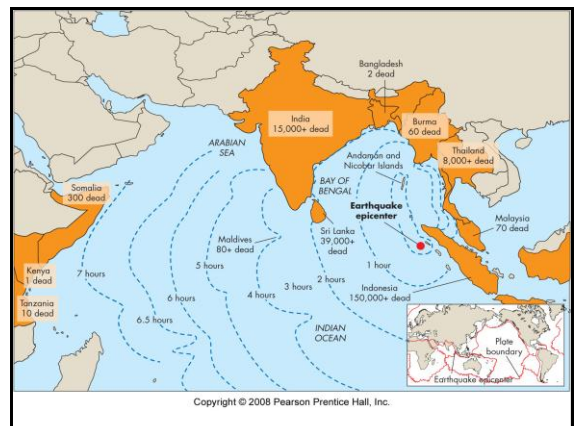 Bangladesh
2 dead
India
15,000+ dead
Burma
60 dead
ARABIAN
SEA
Thailand
8,000+ dead
Andaman and
Nicobar Islands
BAY OF
BENGAL
Somalia
300 dead
Earthquake
epicenter
Malaysia
70 dead
Maldives
80+ dead
Sri Lanka
39,000+
dead
Kenya
1 dead
7 hours
5 hours
1 hour
2 hours
3 hours
Indonesia
150,000+ dead
Tanzania
10 dead
6 hours
4 hours
6.5 hours
INDIAN
OCEAN
Plate
boundary
Earthquake epicenter
Copyright © 2008 Pearson Prentice Hall, Inc.